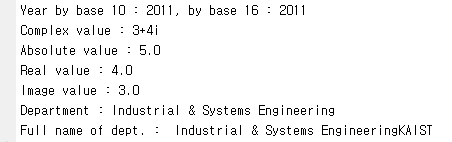 Year by base 10 : 2011, by base 16 : 2011
Complex value : 3+4i
Absolute value : 5.0
Real value : 4.0
Image value : 3.0
Department : Industrial & Systems Engineering
Full name of dept. :  Industrial & Systems EngineeringKAIST